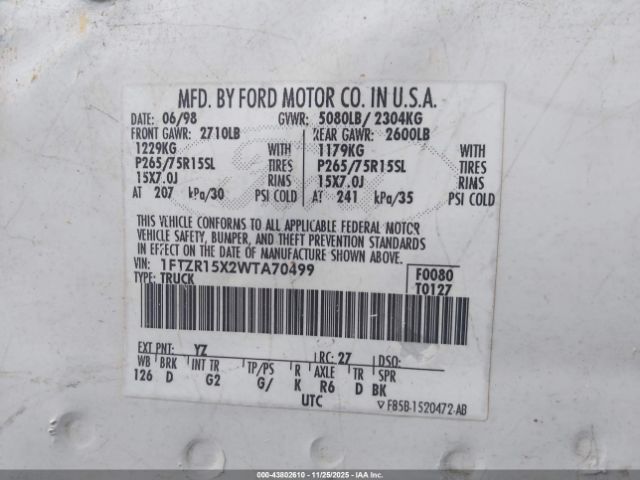 MFD. BY FORD MOTOR CO. IN U.S.A.
DATE: 06/98 GVWR: 5080LB/ 2304KG
FRONT GAWR: 2710LB REAR GAWR: 2600LB
1229KG WITH 1179KG WITH
P265/75R15SL TIRES P265/75R15SL TIRES
15X7.0J RIMS 15X7.0J RIMS
AT 207 kPa/30 PSI COLD AT 241 kPa/35 PSI COLD
THIS VEHICLE CONFORMS TO ALL APPLICABLE FEDERAL MOTOR
VEHICLE SAFETY, BUMPER, AND THEFT PREVENTION STANDARDS
IN EFFECT ON THE DATE OF MANUFACTURE SHOWN ABOVE.
VIN: 1FTZR15X2WTA70499 F0080
TYPE: TRUCK T0127
EXT PNT: YZ RC: 27 DSO:
WB BRK INT TR TP/PS R AXLE TR SPR
126 D G2 G/ K R6 D BK
UTC ▽ F85B-1520472-AB
000-43802610 - 11/25/2025 - IAAI.COM